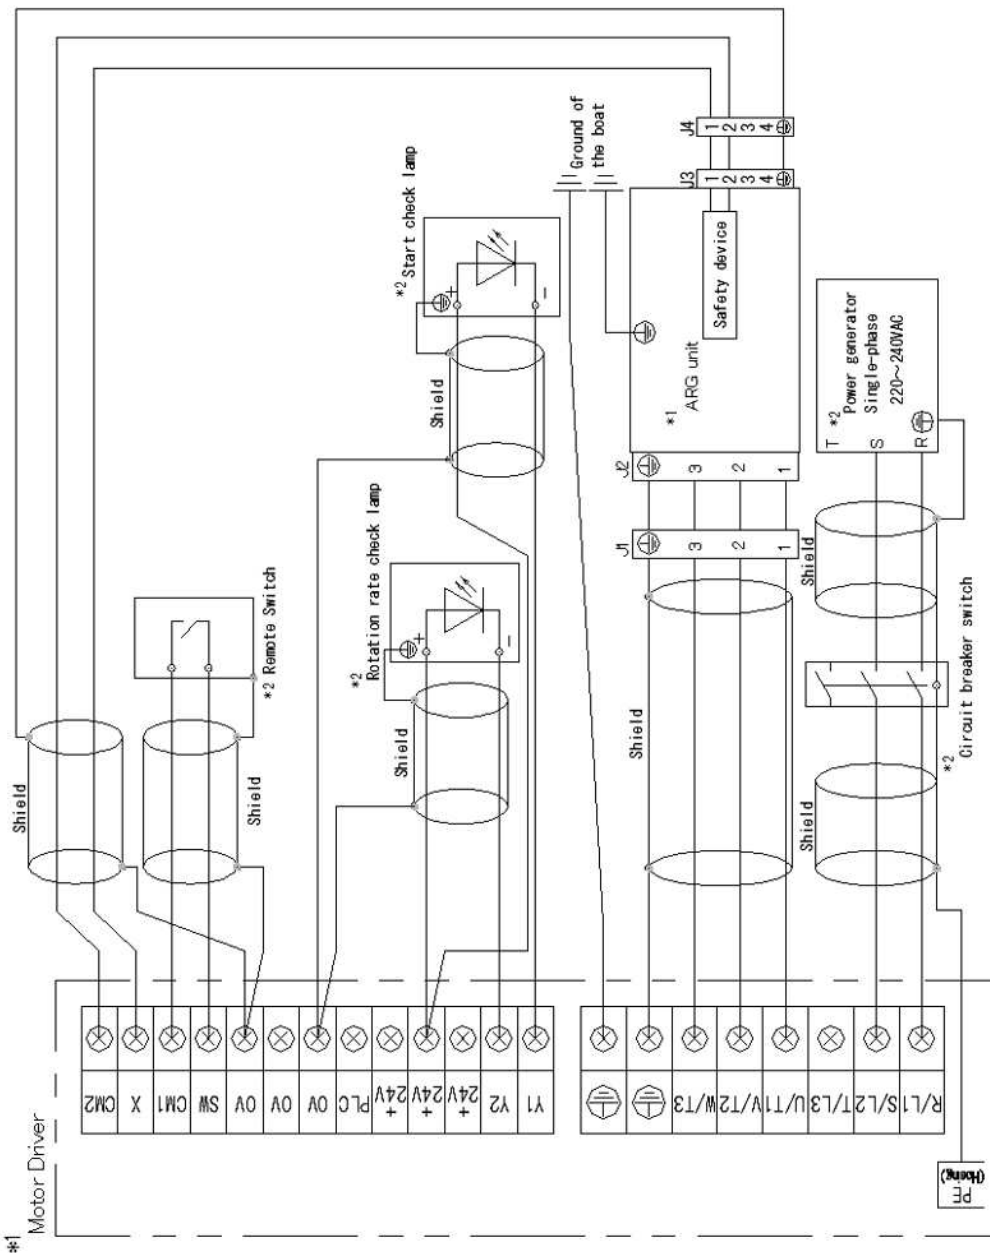 *1
Motor Driver
CM2
X
CM1
SW
0V
0V
0V
PLC
+24V
+24V
+24V
Y2
Y1
W/T3
V/T2
U/T1
T/L3
S/L2
R/L1
PE
(Hosing)
Shield
Shield
*2 Remote Switch
Shield
*2
Rotation rate check lamp
+
-
Shield
*2 Start check lamp
+
-
Ground of
the boat
Shield
J1
3
2
1
J2
3
2
1
*1
ARG unit
Safety device
J3
1
2
3
4
J4
1
2
3
4
Shield
*2
Circuit breaker switch
Shield
T
S
R
*2
Power generator
Single-phase
220~240VAC